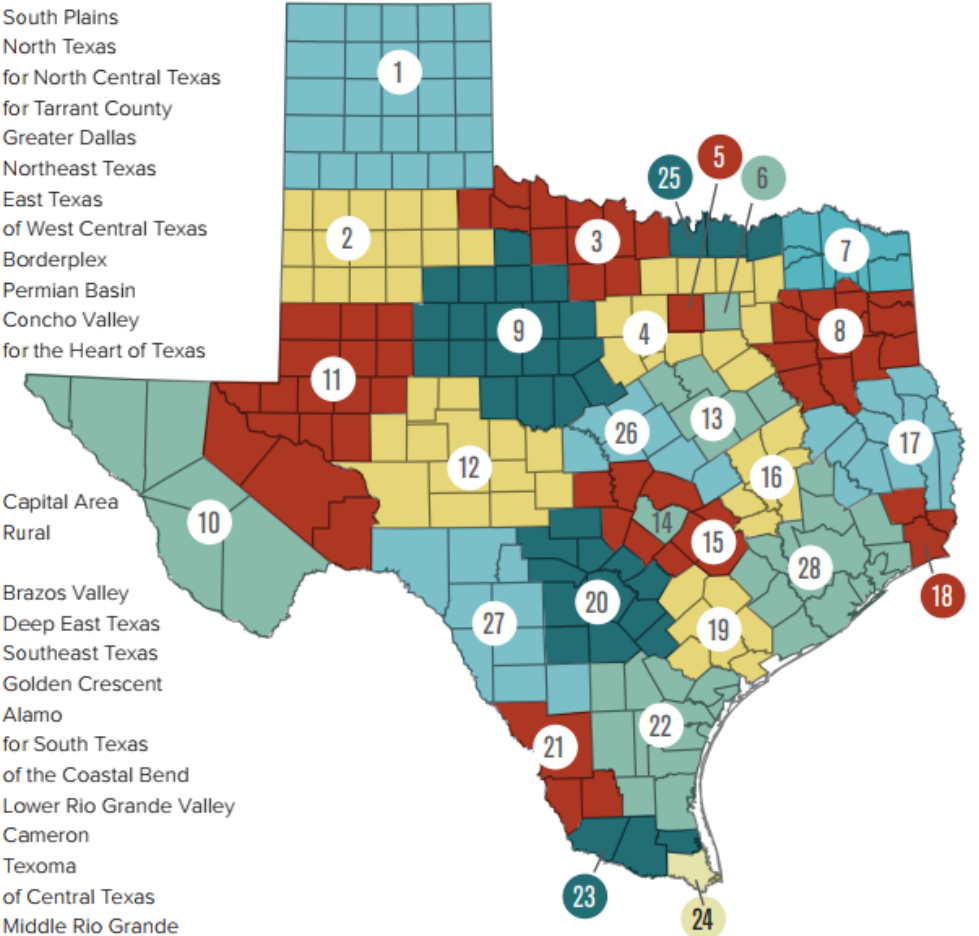 South Plains
North Texas
for North Central Texas
for Tarrant County
Greater Dallas
Northeast Texas
East Texas
of West Central Texas
Borderplex
Permian Basin
Concho Valley
for the Heart of Texas
Capital Area
Rural
Brazos Valley
Deep East Texas
Southeast Texas
Golden Crescent
Alamo
for South Texas
of the Coastal Bend
Lower Rio Grande Valley
Cameron
Texoma
of Central Texas
Middle Rio Grande
1
5
25
6
2
3
7
9
4
8
11
13
26
17
12
16
10
14
15
28
18
20
27
19
22
21
23
24